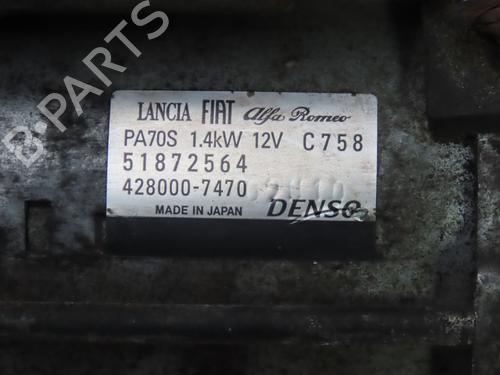 B-PARTS
LANCIA FIAT Alfa Romeo
PA70S 1.4kW 12V C758
51872564
428000-7470
MADE IN JAPAN DENSO